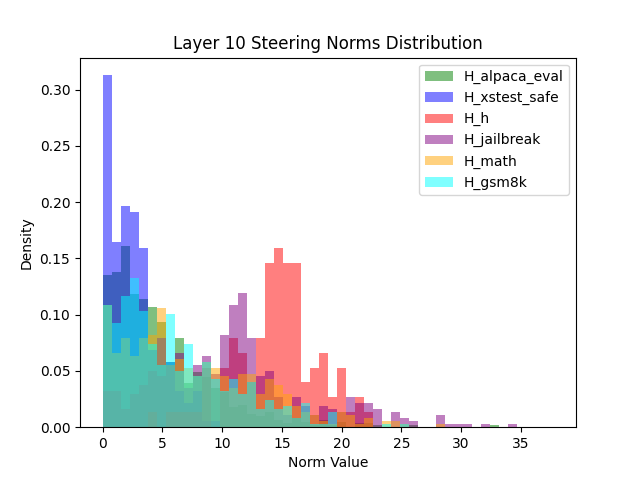 Layer 10 Steering Norms Distribution
H_alpaca_eval
H_xstest_safe
H_h
H_jailbreak
H_math
H_gsm8k
Density
0.30
0.25
0.20
0.15
0.10
0.05
0.00
0 5 10 15 20 25 30 35
Norm Value